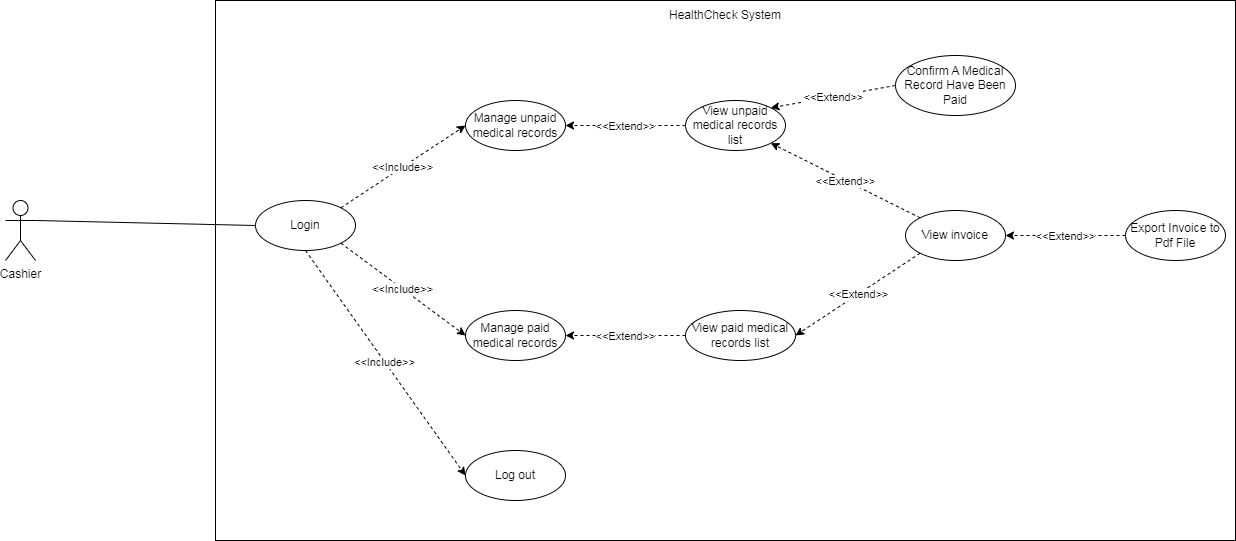 HealthCheck System
Confirm A Medical
Record Have Been
Paid
<<Extend>>
Manage unpaid
medical records
<<Extend>>
View unpaid
medical records
list
<<Include>>
<<Extend>>
Login
View invoice
<<Extend>>
Export Invoice to
Pdf File
Cashier
<<Include>>
<<Extend>>
Manage paid
medical records
<<Extend>>
View paid medical
records list
<<Include>>
Log out